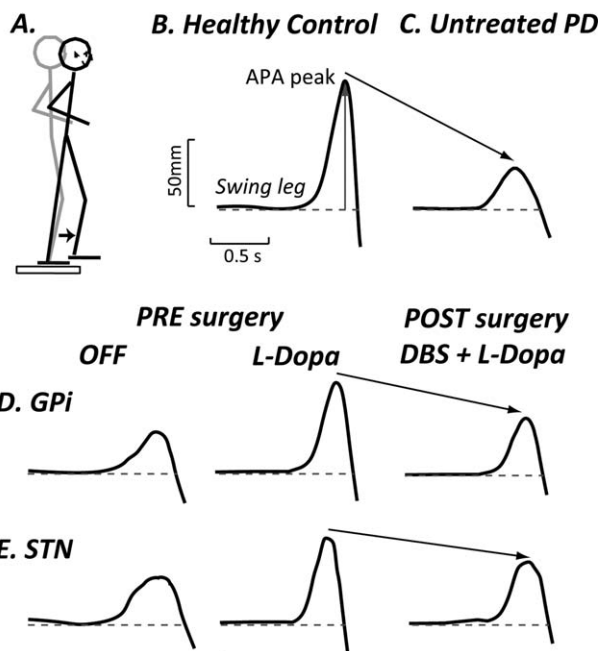 A.
B. Healthy Control
C. Untreated PD
APA peak
50mm
Swing leg
0.5 s
PRE surgery
POST surgery
OFF
L-Dopa
DBS + L-Dopa
D. GPi
E. STN